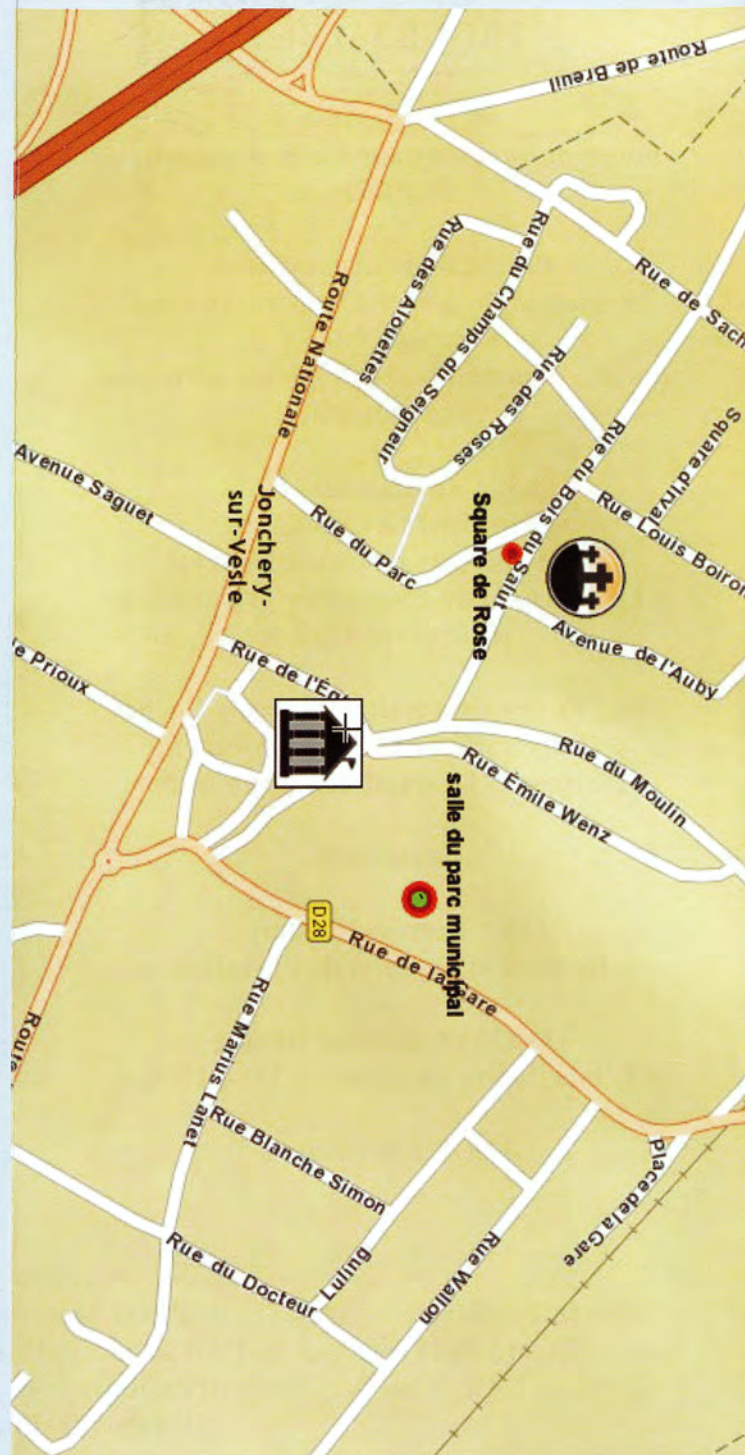 Route de Breuil
Rue de Sach
Rue du Champs du Seigneur
Rue des Alouettes
Rue des Roses
Square d'Irval
Rue du Bois du Salut
Rue Louis Boiron
Route Nationale
Avenue Saguet
Jonchery-
sur-Vesle
Rue du Parc
Square de Rose
Avenue de l'Auby
le Prioux
Rue de l'Égl
Rue du Moulin
Rue Émile Wenz
salle du parc municipal
D28
Rue de la Gare
Route
Rue Marius Lanet
Rue Blanche Simon
Place de la Gare
Rue du Docteur
Luling
Rue Wallon